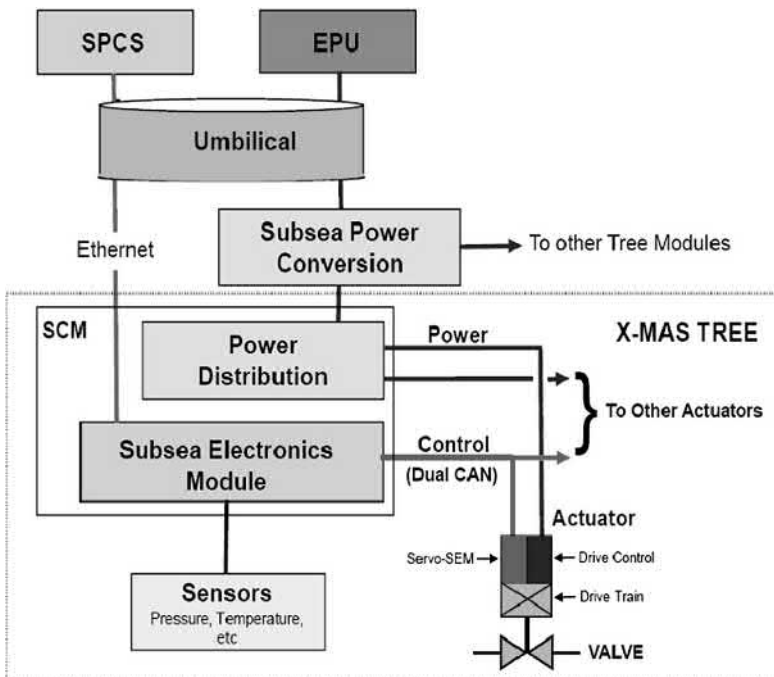 SPCS
EPU
Umbilical
Ethernet
Subsea Power
Conversion
To other Tree Modules
SCM
Power
Distribution
Power
X-MAS TREE
To Other Actuators
Subsea Electronics
Module
Control
(Dual CAN)
Actuator
Servo-SEM
Drive Control
Drive Train
Sensors
Pressure, Temperature,
etc
VALVE